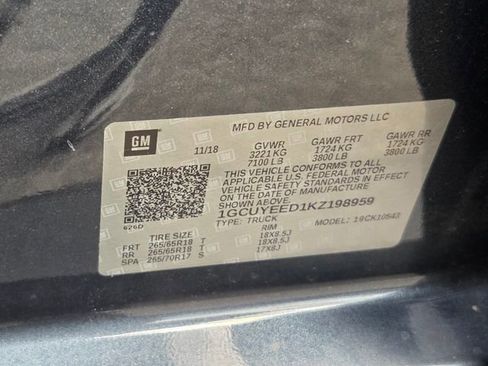 MFD BY GENERAL MOTORS LLC
GM
11/18
GVWR GAWR FRT GAWR RR
3221 KG 1724 KG 1724 KG
7100 LB 3800 LB 3800 LB
THIS VEHICLE CONFORMS TO ALL
APPLICABLE U.S. FEDERAL MOTOR
VEHICLE SAFETY STANDARDS
IN EFFECT ON THE DATE
OF MANUFACTURE
SHOWN ABOVE.
1GCUYEED1KZ198959
TYPE: TRUCK MODEL: 19CK10543
626D
TIRE SIZE RIM
FRT 265/65R18 T 18X8.5J
RR 265/65R18 T 18X8.5J
SPA 265/70R17 S 17X8J